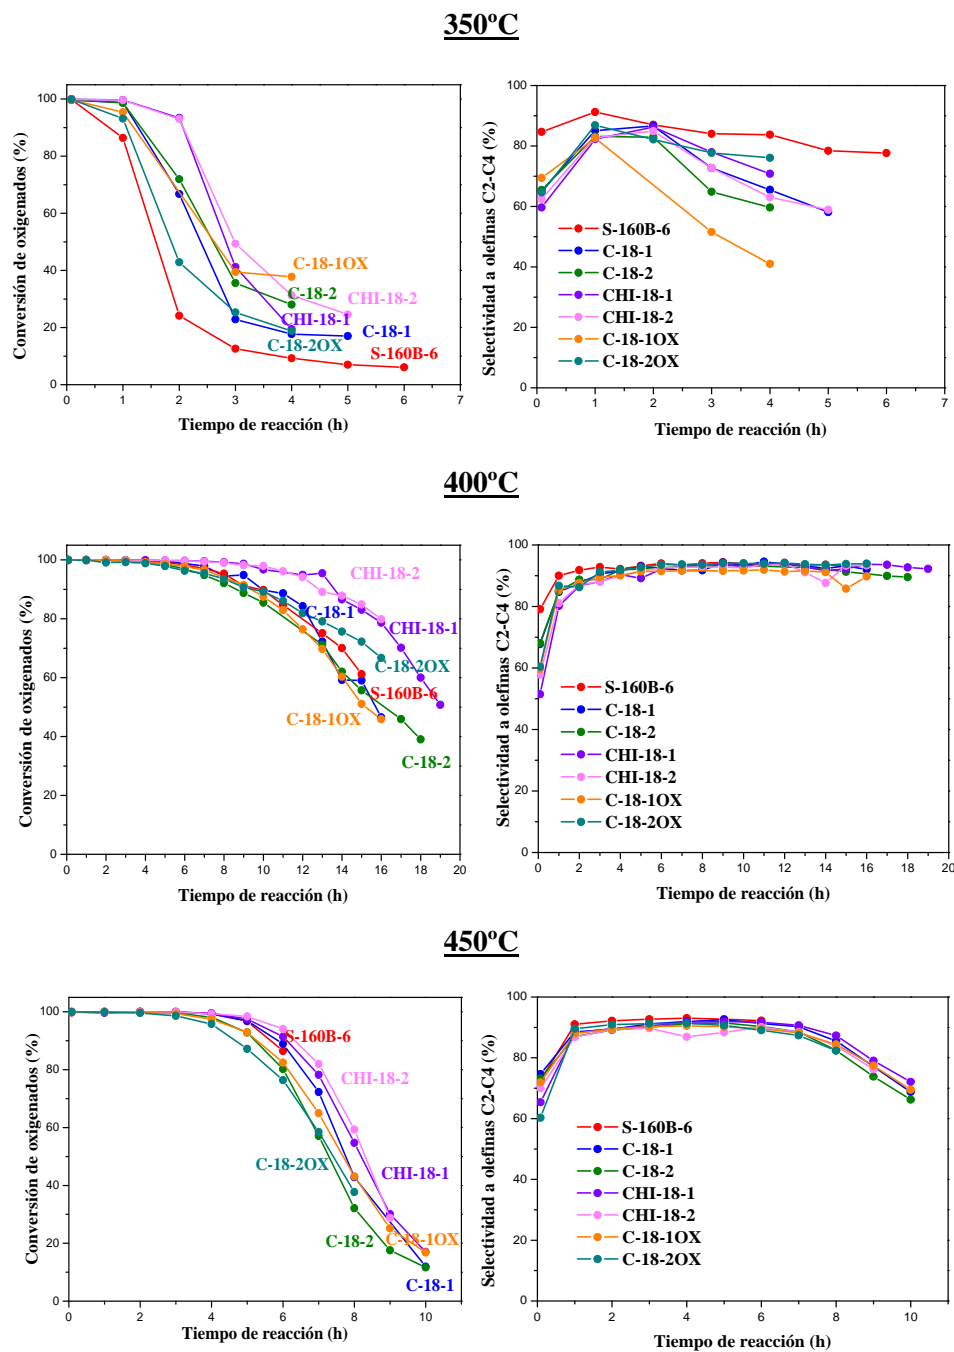 350ºC
100
80
60
40
20
0
0 1 2 3 4 5 6 7
Conversión de oxigenados (%)
Tiempo de reacción (h)
C-18-1OX
C-18-2
CHI-18-2
CHI-18-1
C-18-1
C-18-2OX
S-160B-6
100
80
60
40
20
0
0 1 2 3 4 5 6 7
Selectividad a olefinas C2-C4 (%)
Tiempo de reacción (h)
S-160B-6
C-18-1
C-18-2
CHI-18-1
CHI-18-2
C-18-1OX
C-18-2OX
400ºC
100
80
60
40
20
0
0 2 4 6 8 10 12 14 16 18 20
Conversión de oxigenados (%)
Tiempo de reacción (h)
CHI-18-2
C-18-1
CHI-18-1
C-18-2OX
S-160B-6
C-18-1OX
C-18-2
100
80
60
40
20
0
0 2 4 6 8 10 12 14 16 18 20
Selectividad a olefinas C2-C4 (%)
Tiempo de reacción (h)
S-160B-6
C-18-1
C-18-2
CHI-18-1
CHI-18-2
C-18-1OX
C-18-2OX
450ºC
100
80
60
40
20
0
0 2 4 6 8 10
Conversión de oxigenados (%)
Tiempo de reacción (h)
S-160B-6
CHI-18-2
C-18-2OX
CHI-18-1
C-18-2
C-18-1OX
C-18-1
100
80
60
40
20
0
0 2 4 6 8 10
Selectividad a olefinas C2-C4 (%)
Tiempo de reacción (h)
S-160B-6
C-18-1
C-18-2
CHI-18-1
CHI-18-2
C-18-1OX
C-18-2OX